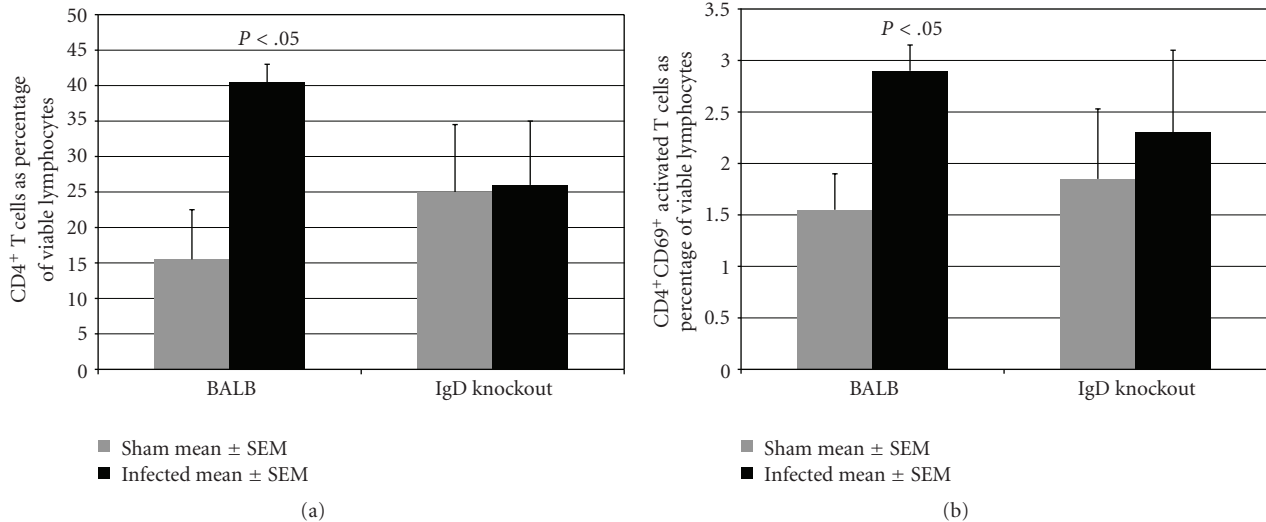 CD4+ T cells as percentage
of viable lymphocytes
50
45
40
35
30
25
20
15
10
5
0
P < .05
BALB
IgD knockout
Sham mean ± SEM
Infected mean ± SEM
(a)
CD4+CD69+ activated T cells as
percentage of viable lymphocytes
3.5
3
2.5
2
1.5
1
0.5
0
P < .05
BALB
IgD knockout
Sham mean ± SEM
Infected mean ± SEM
(b)